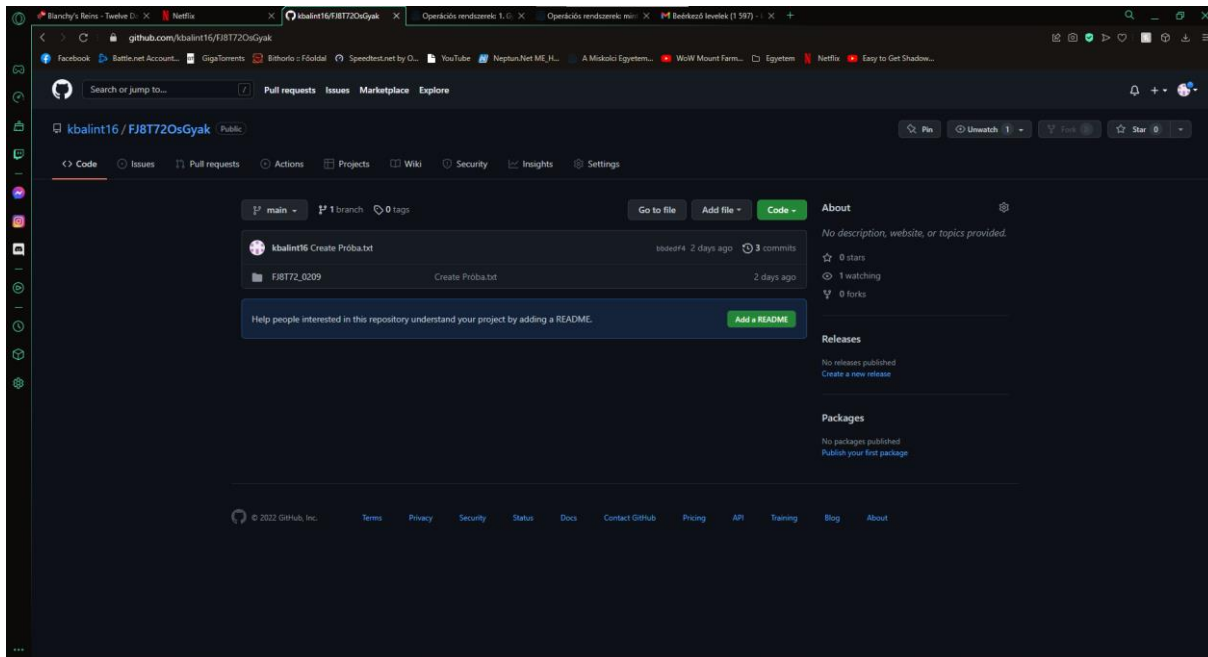 Blanchy's Reins - Twelve D
Netflix
kbalint16/FJ8T72OsGyak
Operációs rendszerek: 1. G
Operációs rendszerek: min
Beérkező levelek (1 597) -
github.com/kbalint16/FJ8T72OsGyak
Facebook
Battle.net Account...
GigaTorrents
Bithorlo :: Főoldal
Speedtest.net by O...
YouTube
Neptun.Net ME_H...
A Miskolci Egyetem...
WoW Mount Farm...
Egyetem
Netflix
Easy to Get Shadow...
Search or jump to...
/
Pull requests
Issues
Marketplace
Explore
kbalint16 / FJ8T72OsGyak
Public
Pin
Unwatch 1
Fork 0
Star 0
Code
Issues
Pull requests
Actions
Projects
Wiki
Security
Insights
Settings
main
1 branch
0 tags
Go to file
Add file
Code
kbalint16 Create Próba.txt
2 days ago
3 commits
FJ8T72_0209
Create Próba.txt
2 days ago
Help people interested in this repository understand your project by adding a README.
Add a README
About
No description, website, or topics provided.
0 stars
1 watching
0 forks
Releases
No releases published
Create a new release
Packages
No packages published
Publish your first package
© 2022 GitHub, Inc.
Terms
Privacy
Security
Status
Docs
Contact GitHub
Pricing
API
Training
Blog
About